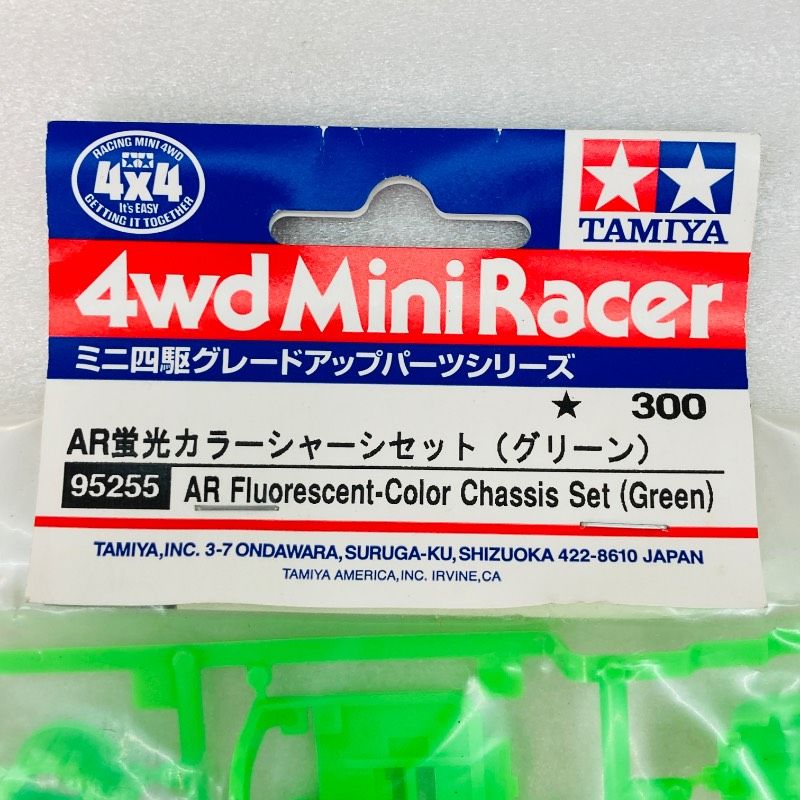 RACING MINI 4WD
4x4
It's EASY
GETTING IT TOGETHER
TAMIYA
4wd Mini Racer
ミニ四駆グレードアップパーツシリーズ
★ 300
AR蛍光カラーシャーシセット（グリーン）
95255 AR Fluorescent-Color Chassis Set (Green)
TAMIYA,INC. 3-7 ONDAWARA,SURUGA-KU,SHIZUOKA 422-8610 JAPAN
TAMIYA AMERICA,INC. IRVINE,CA